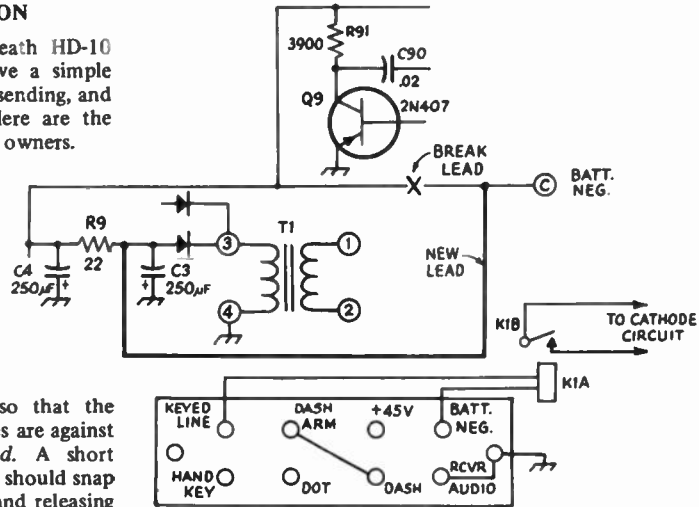 ON
eath HD-10
ve a simple
sending, and
Here are the
owners.
R91
3900
C90
.02
Q9
2N407
BREAK
LEAD
X
C
BATT.
NEG.
R9
22
T1
3
1
4
2
C4
250µF
+
C3
250µF
+
NEW
LEAD
K1B
TO CATHODE
CIRCUIT
K1A
so that the
es are against
d. A short
should snap
and releasing
KEYED
LINE
DASH
ARM
+45V
BATT.
NEG.
HAND
KEY
DOT
DASH
RCVR
AUDIO